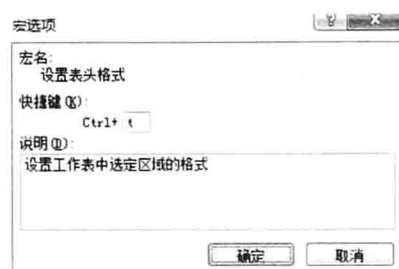 宏选项
宏名:
设置表头格式
快捷键(K):
Ctrl+ t
说明(D):
设置工作表中选定区域的格式
确定 取消